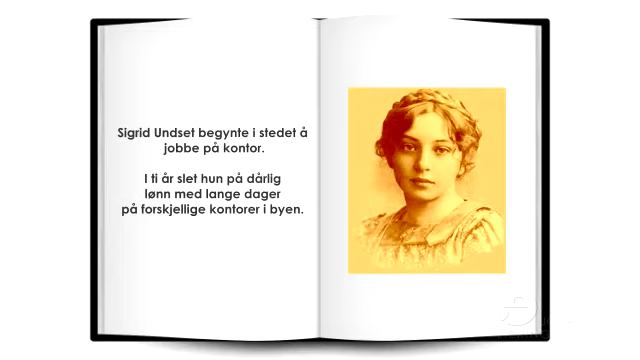 Sigrid Undset begynte i stedet å
jobbe på kontor.
I ti år slet hun på dårlig
lønn med lange dager
på forskjellige kontorer i byen.